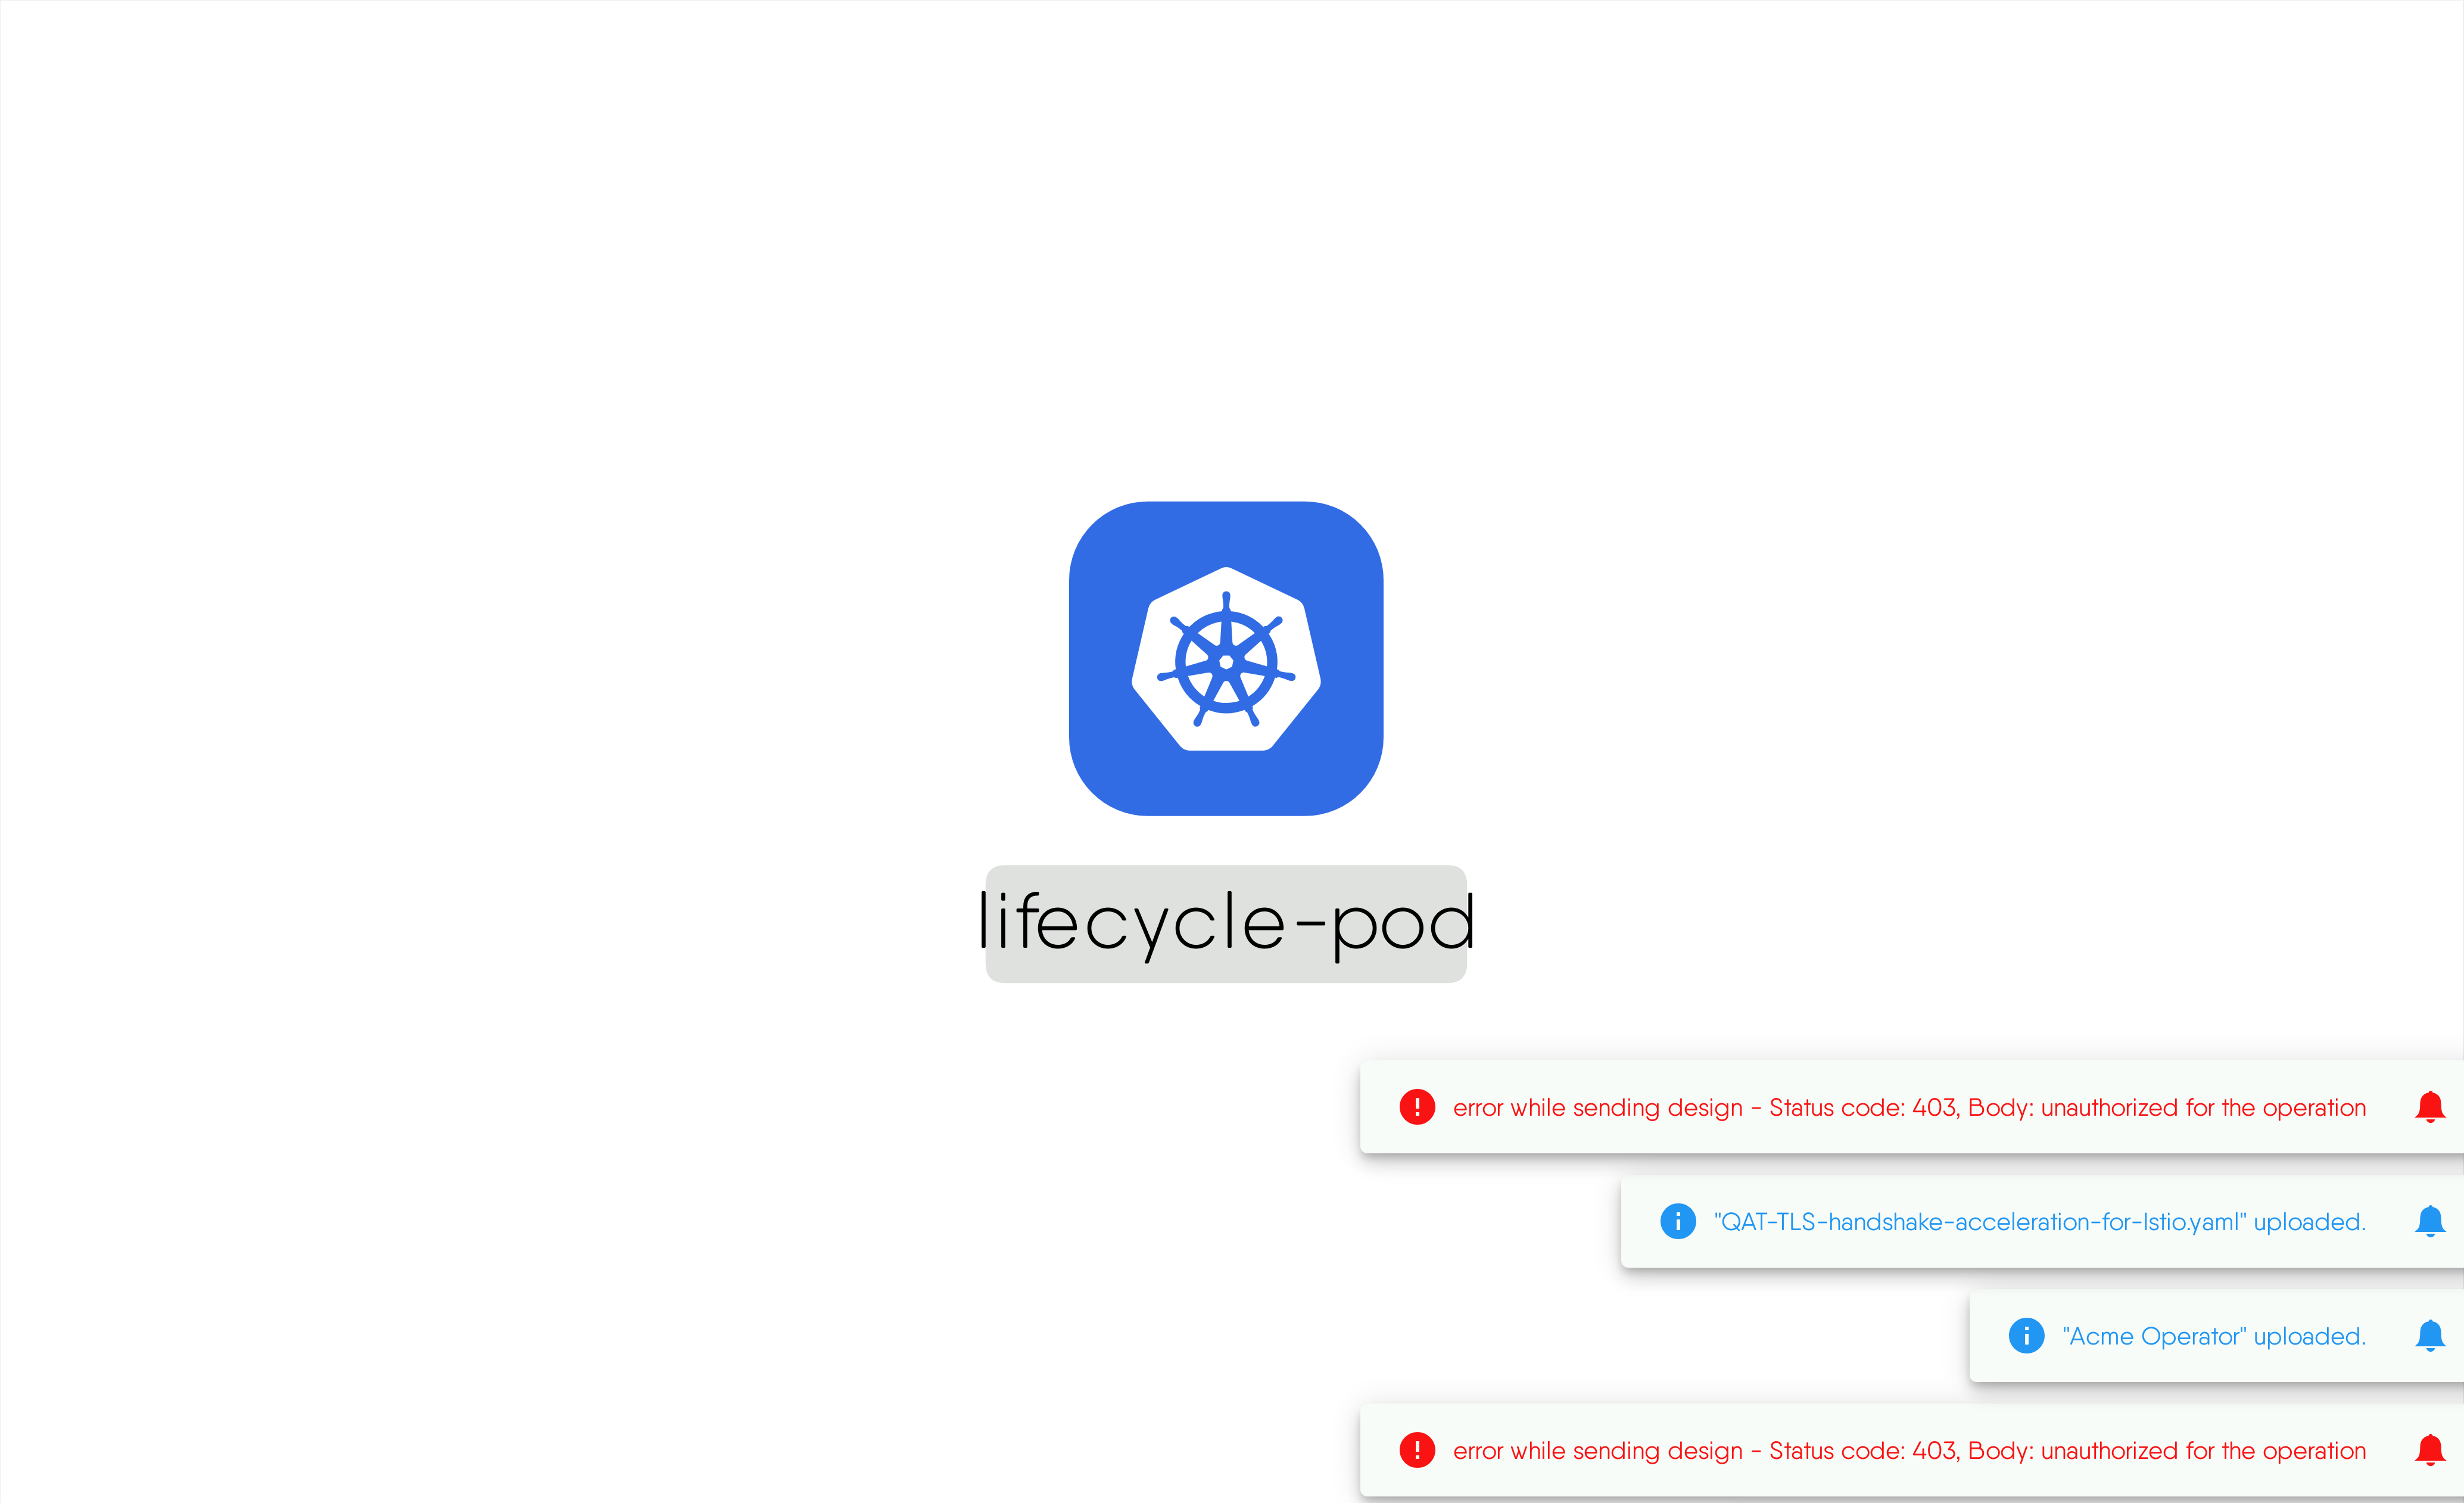 lifecycle-pod
error while sending design - Status code: 403, Body: unauthorized for the operation
"QAT-TLS-handshake-acceleration-for-Istio.yaml" uploaded.
"Acme Operator" uploaded.
error while sending design - Status code: 403, Body: unauthorized for the operation